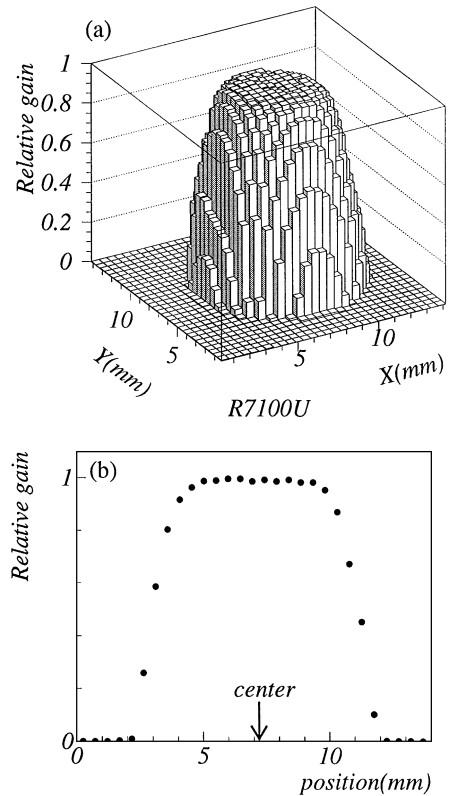 (a)
Relative gain
1
0.8
0.6
0.4
0.2
0
10
5
Y(mm)
5
10
X(mm)
R7100U
(b)
Relative gain
1
0
center
0
5
10
position(mm)